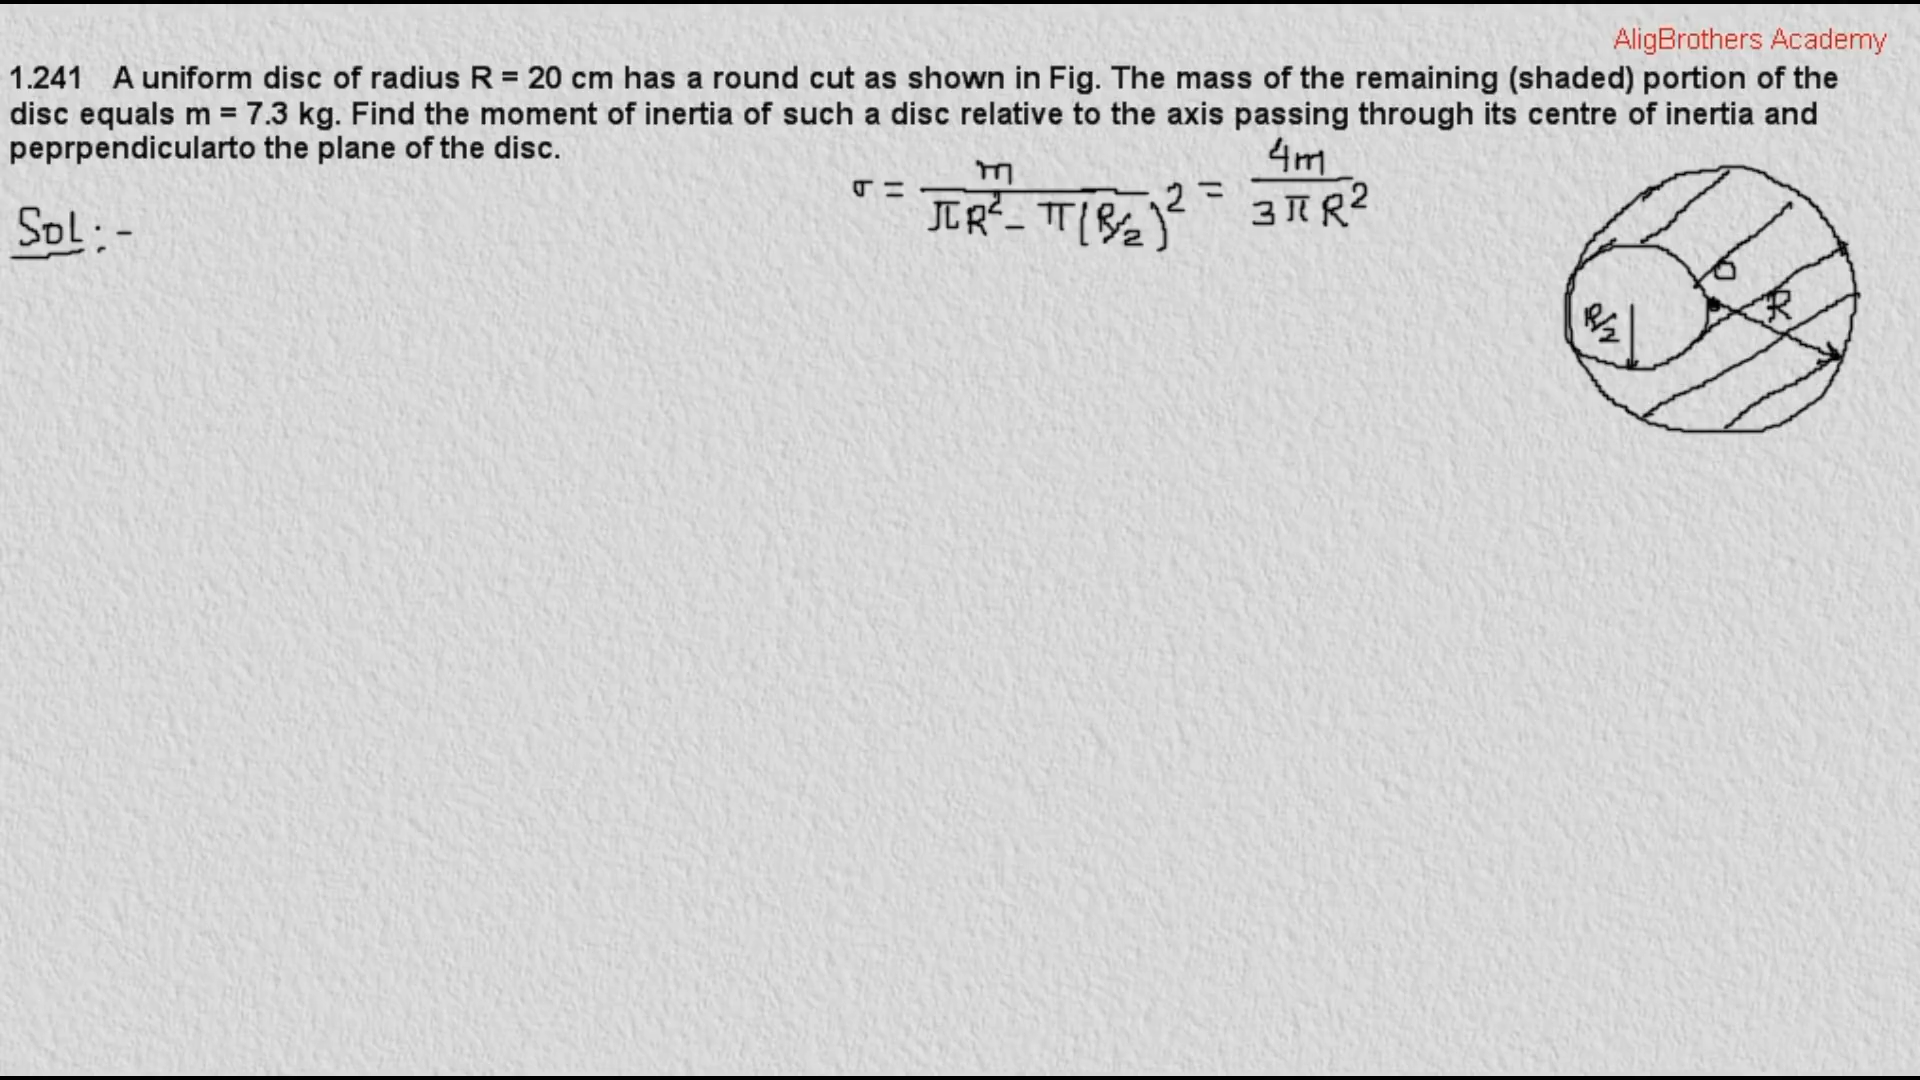 AligBrothers Academy
1.241 A uniform disc of radius R = 20 cm has a round cut as shown in Fig. The mass of the remaining (shaded) portion of the
disc equals m = 7.3 kg. Find the moment of inertia of such a disc relative to the axis passing through its centre of inertia and
peprpendicularto the plane of the disc.
σ = m / (πR² - π(R/2)²) = 4m / 3πR²
Sol:-
O
R
R/2